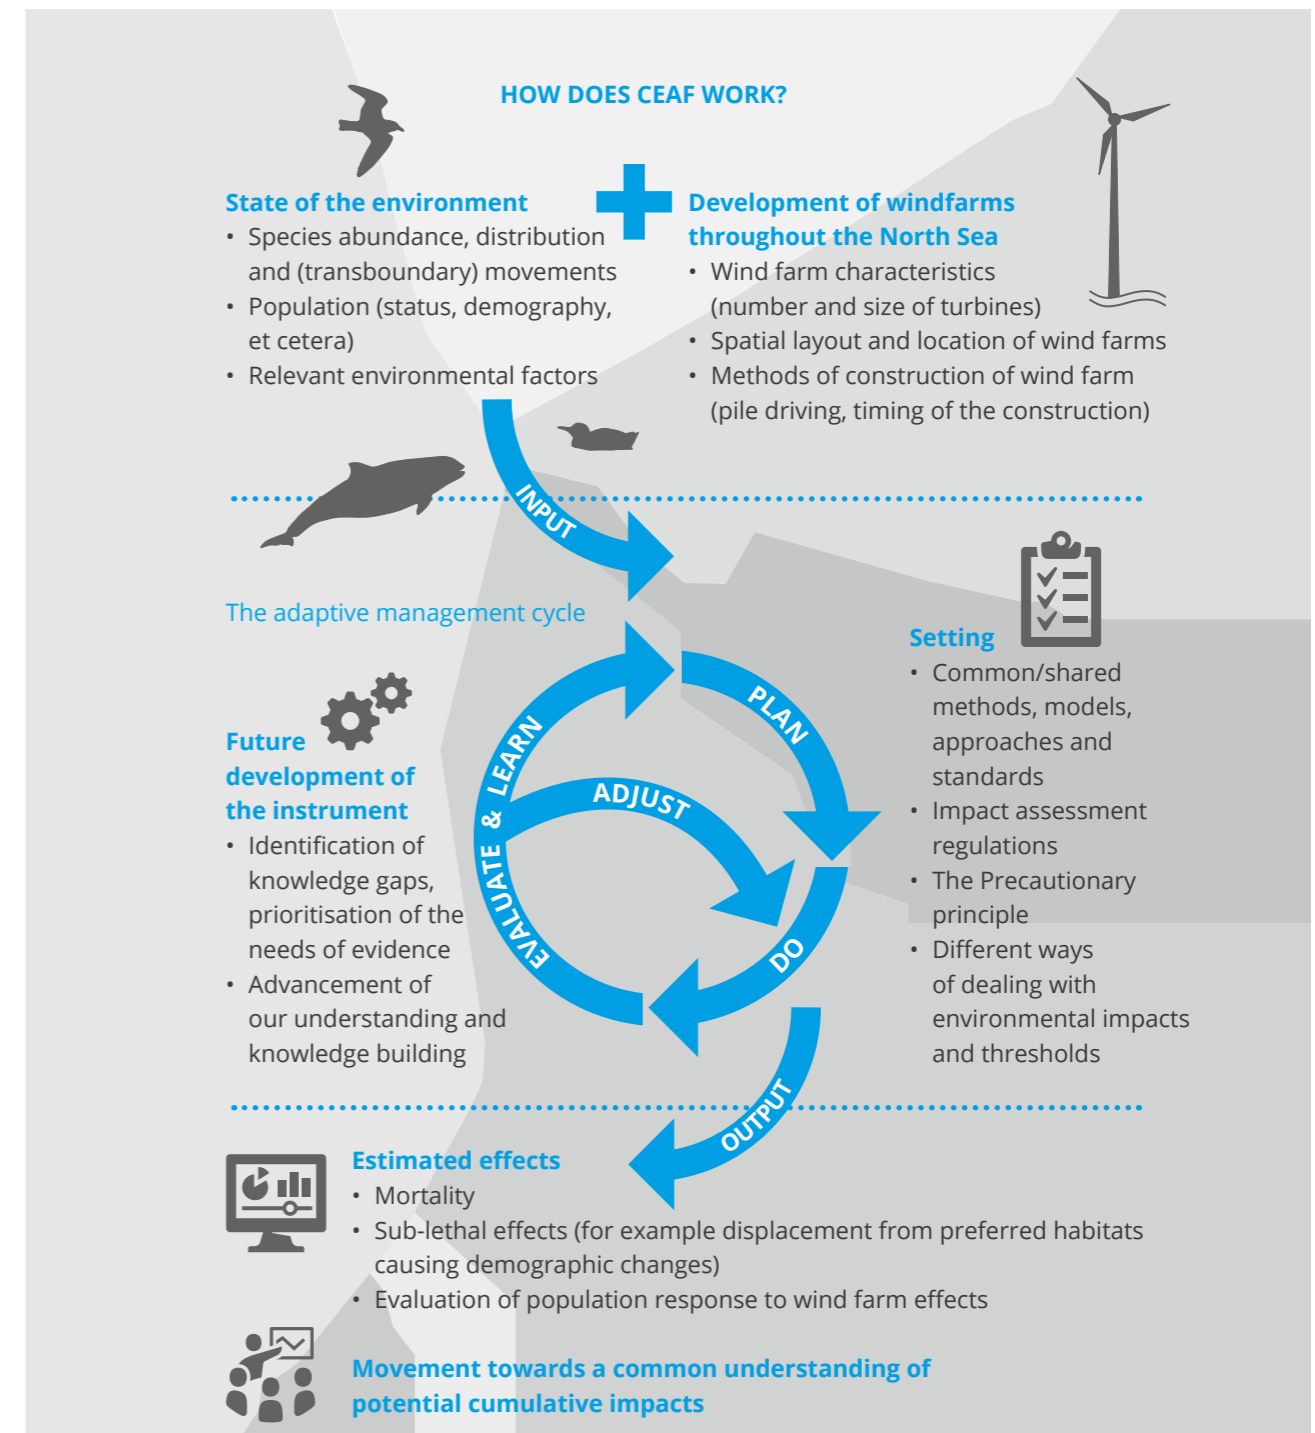 HOW DOES CEAF WORK?
State of the environment
• Species abundance, distribution
and (transboundary) movements
• Population (status, demography,
et cetera)
• Relevant environmental factors
Development of windfarms
throughout the North Sea
• Wind farm characteristics
(number and size of turbines)
• Spatial layout and location of wind farms
• Methods of construction of wind farm
(pile driving, timing of the construction)
INPUT
The adaptive management cycle
PLAN
ADJUST
DO
EVALUATE & LEARN
Future
development of
the instrument
• Identification of
knowledge gaps,
prioritisation of the
needs of evidence
• Advancement of
our understanding and
knowledge building
Setting
• Common/shared
methods, models,
approaches and
standards
• Impact assessment
regulations
• The Precautionary
principle
• Different ways
of dealing with
environmental impacts
and thresholds
OUTPUT
Estimated effects
• Mortality
• Sub-lethal effects (for example displacement from preferred habitats
causing demographic changes)
• Evaluation of population response to wind farm effects
Movement towards a common understanding of
potential cumulative impacts